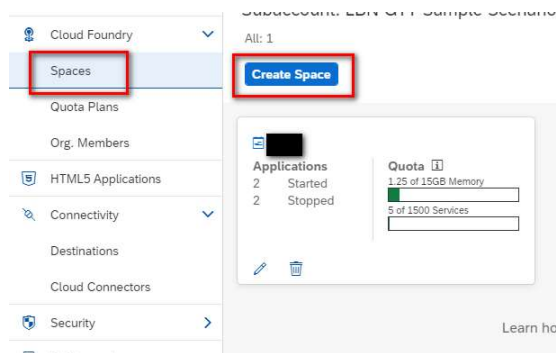 Cloud Foundry
Spaces
Quota Plans
Org. Members
HTML5 Applications
Connectivity
Destinations
Cloud Connectors
Security
Subaccount: LBN GTT Sample Scenario
All: 1
Create Space
Applications
2 Started
2 Stopped
Quota
1.25 of 15GB Memory
5 of 1500 Services
Learn ho